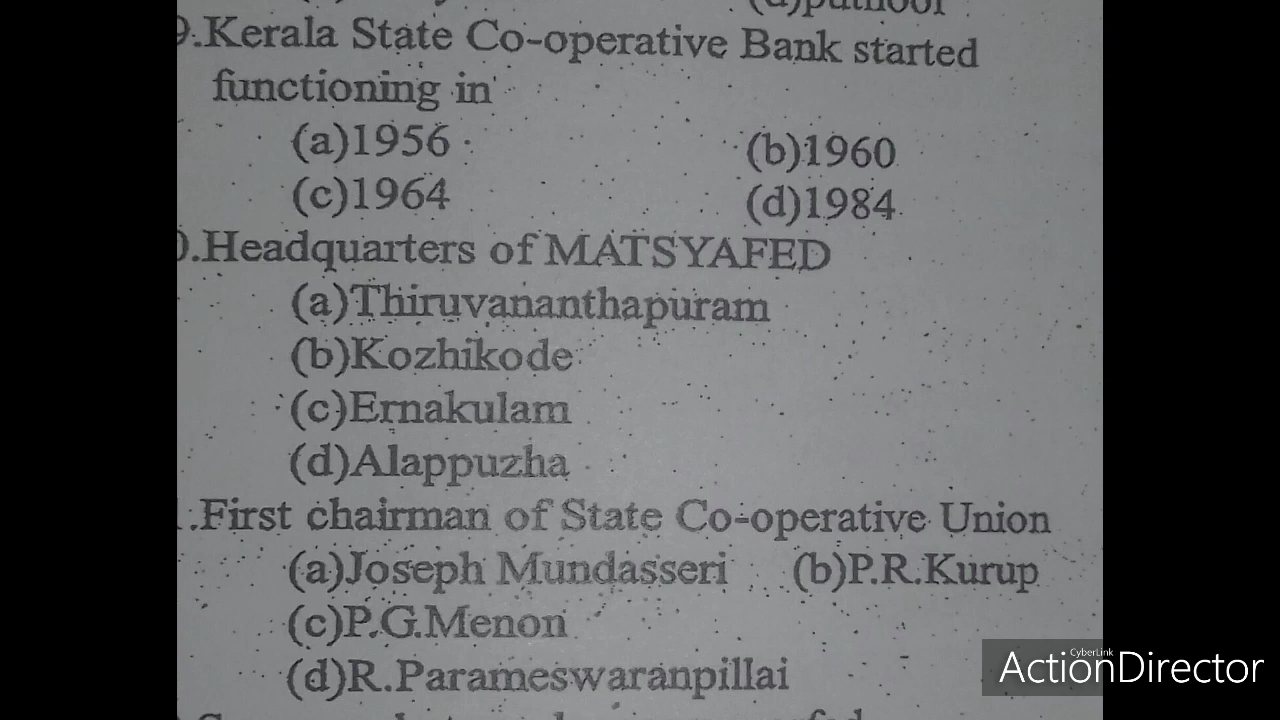 9.Kerala State Co-operative Bank started
functioning in
(a)1956 (b)1960
(c)1964 (d)1984
.Headquarters of MATSYAFED
(a)Thiruvananthapuram
(b)Kozhikode
(c)Ernakulam
(d)Alappuzha
.First chairman of State Co-operative Union
(a)Joseph Mundasseri (b)P.R.Kurup
(c)P.G.Menon
(d)R.Parameswaranpillai
CyberLink
ActionDirector